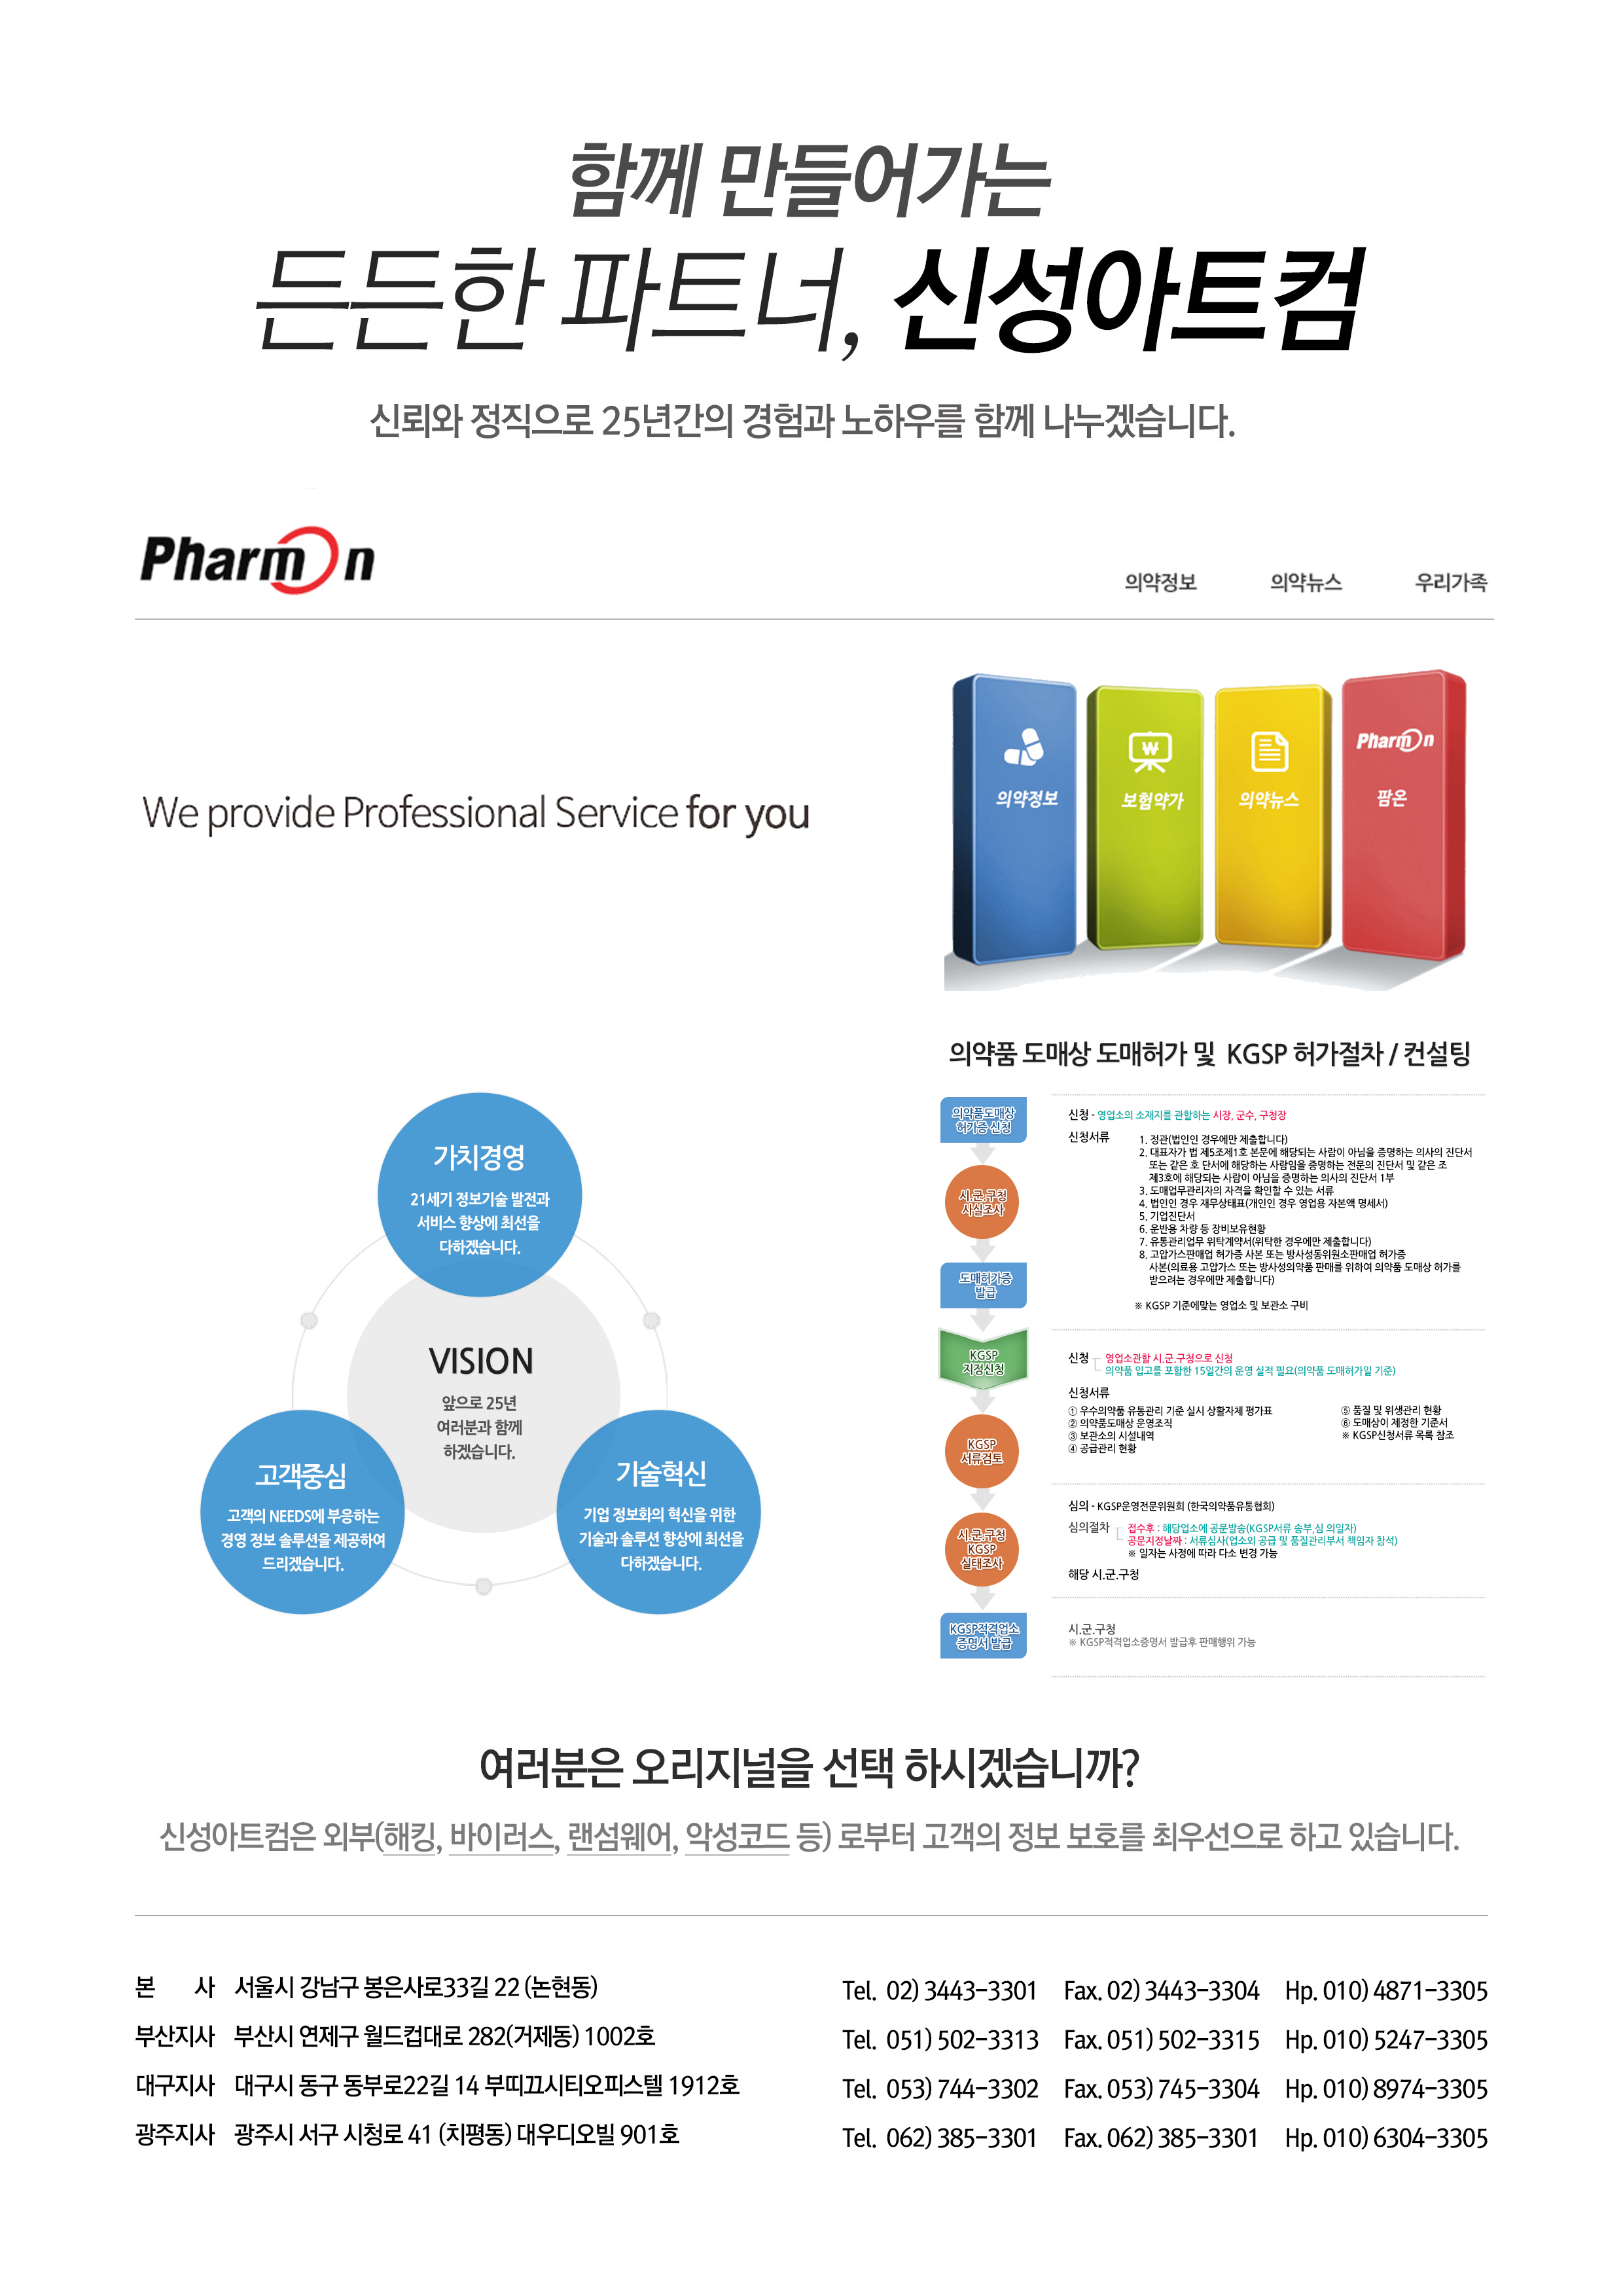 함께 만들어가는
든든한 파트너, 신성아트컴
신뢰와 정직으로 25년간의 경험과 노하우를 함께 나누겠습니다.
PharmOn
의약정보 의약뉴스 우리가족
We provide Professional Service for you
의약정보
보험약가
의약뉴스
PharmOn
팜온
가치경영
21세기 정보기술 발전과
서비스 향상에 최선을
다하겠습니다.
VISION
앞으로 25년
여러분과 함께
하겠습니다.
고객중심
고객의 NEEDS에 부응하는
경영 정보 솔루션을 제공하여
드리겠습니다.
기술혁신
기업 정보화의 혁신을 위한
기술과 솔루션 향상에 최선을
다하겠습니다.
의약품 도매상 도매허가 및 KGSP 허가절차 / 컨설팅
의약품도매상
허가증 신청
시.군.구청
사실조사
도매허가증
발급
KGSP
지정신청
KGSP
서류검토
시.군.구청
KGSP
실태조사
KGSP적격업소
증명서 발급
신청 - 영업소의 소재지를 관할하는 시장, 군수, 구청장
신청서류
1. 정관(법인인 경우에만 제출합니다)
2. 대표자가 법 제5조제1호 본문에 해당되는 사람이 아님을 증명하는 의사의 진단서
또는 같은 호 단서에 해당하는 사람임을 증명하는 전문의 진단서 및 같은 조
제3호에 해당되는 사람이 아님을 증명하는 의사의 진단서 1부
3. 도매업무관리자의 자격을 확인할 수 있는 서류
4. 법인인 경우 재무상태표(개인인 경우 영업용 자본액 명세서)
5. 기업진단서
6. 운반용 차량 등 장비보유현황
7. 유통관리업무 위탁계약서(위탁한 경우에만 제출합니다)
8. 고압가스판매업 허가증 사본 또는 방사성동위원소판매업 허가증
사본(의료용 고압가스 또는 방사성의약품 판매를 위하여 의약품 도매상 허가를
받으려는 경우에만 제출합니다)
※ KGSP 기준에맞는 영업소 및 보관소 구비
신청 영업소관할 시.군.구청으로 신청
의약품 입고를 포함한 15일간의 운영 실적 필요(의약품 도매허가일 기준)
신청서류
① 우수의약품 유통관리 기준 실시 상활자체 평가표
② 의약품도매상 운영조직
③ 보관소의 시설내역
④ 공급관리 현황
⑤ 품질 및 위생관리 현황
⑥ 도매상이 제정한 기준서
※ KGSP신청서류 목록 참조
심의 - KGSP운영전문위원회 (한국의약품유통협회)
심의절차 접수후 : 해당업소에 공문발송(KGSP서류 송부,심 의일자)
공문지정날짜 : 서류심사(업소외 공급 및 품질관리부서 책임자 참석)
※ 일자는 사정에 따라 다소 변경 가능
해당 시.군.구청
시.군.구청
※ KGSP적격업소증명서 발급후 판매행위 가능
여러분은 오리지널을 선택 하시겠습니까?
신성아트컴은 외부(해킹, 바이러스, 랜섬웨어, 악성코드 등) 로부터 고객의 정보 보호를 최우선으로 하고 있습니다.
본 사 서울시 강남구 봉은사로33길 22 (논현동) Tel. 02) 3443-3301 Fax. 02) 3443-3304 Hp. 010) 4871-3305
부산지사 부산시 연제구 월드컵대로 282(거제동) 1002호 Tel. 051) 502-3313 Fax. 051) 502-3315 Hp. 010) 5247-3305
대구지사 대구시 동구 동부로22길 14 부띠끄시티오피스텔 1912호 Tel. 053) 744-3302 Fax. 053) 745-3304 Hp. 010) 8974-3305
광주지사 광주시 서구 시청로 41 (치평동) 대우디오빌 901호 Tel. 062) 385-3301 Fax. 062) 385-3301 Hp. 010) 6304-3305